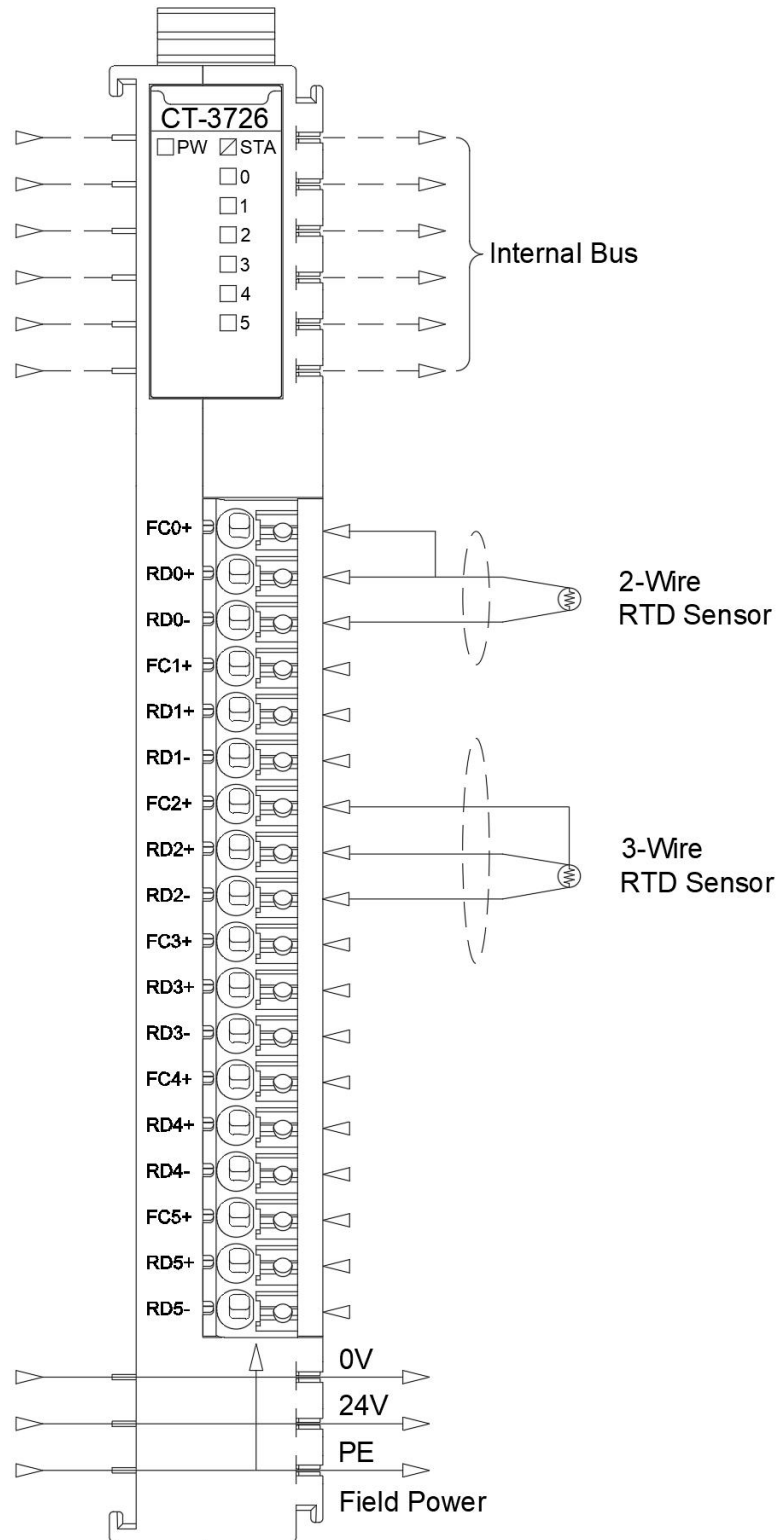 CT-3726
PW STA
0
1
2
3
4
5
Internal Bus
FC0+
RD0+
RD0-
FC1+
RD1+
RD1-
FC2+
RD2+
RD2-
FC3+
RD3+
RD3-
FC4+
RD4+
RD4-
FC5+
RD5+
RD5-
2-Wire
RTD Sensor
3-Wire
RTD Sensor
0V
24V
PE
Field Power